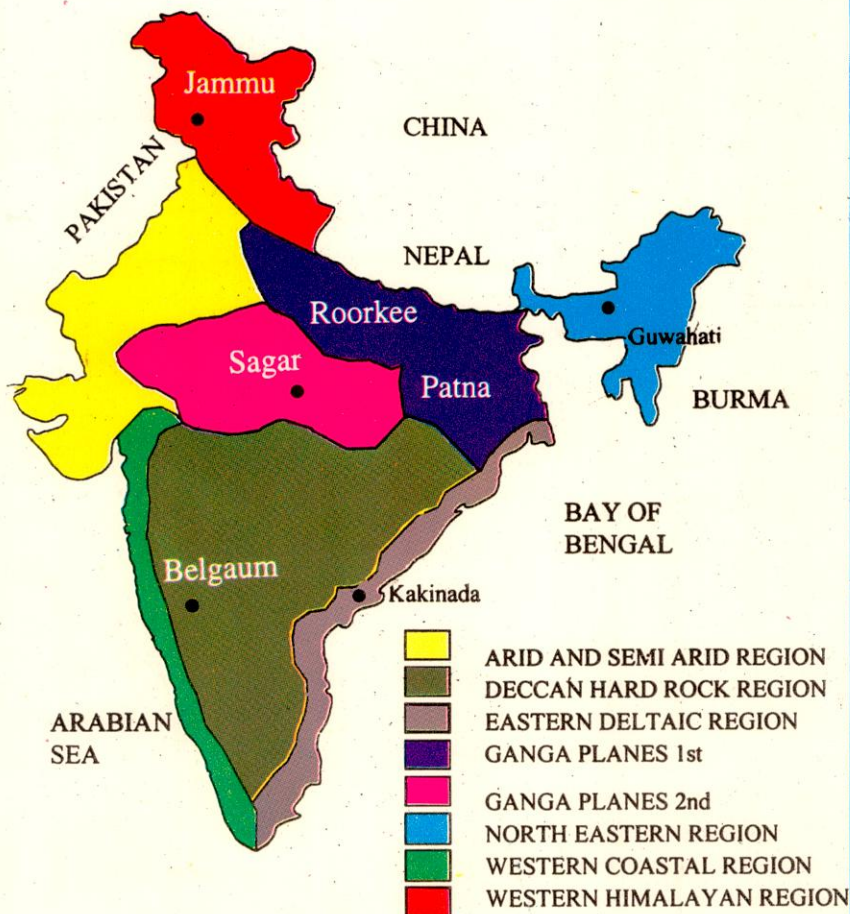 Jammu
CHINA
PAKISTAN
NEPAL
Roorkee
Guwahati
Sagar
Patna
BURMA
BAY OF
BENGAL
Belgaum
Kakinada
ARABIAN
SEA
ARID AND SEMI ARID REGION
DECCAN HARD ROCK REGION
EASTERN DELTAIC REGION
GANGA PLANES 1st
GANGA PLANES 2nd
NORTH EASTERN REGION
WESTERN COASTAL REGION
WESTERN HIMALAYAN REGION